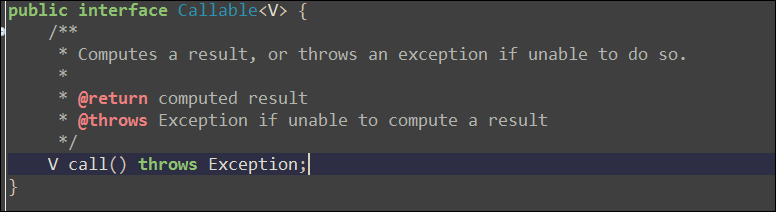 public interface Callable<V> {
    /**
     * Computes a result, or throws an exception if unable to do so.
     *
     * @return computed result
     * @throws Exception if unable to compute a result
     */
    V call() throws Exception;
}